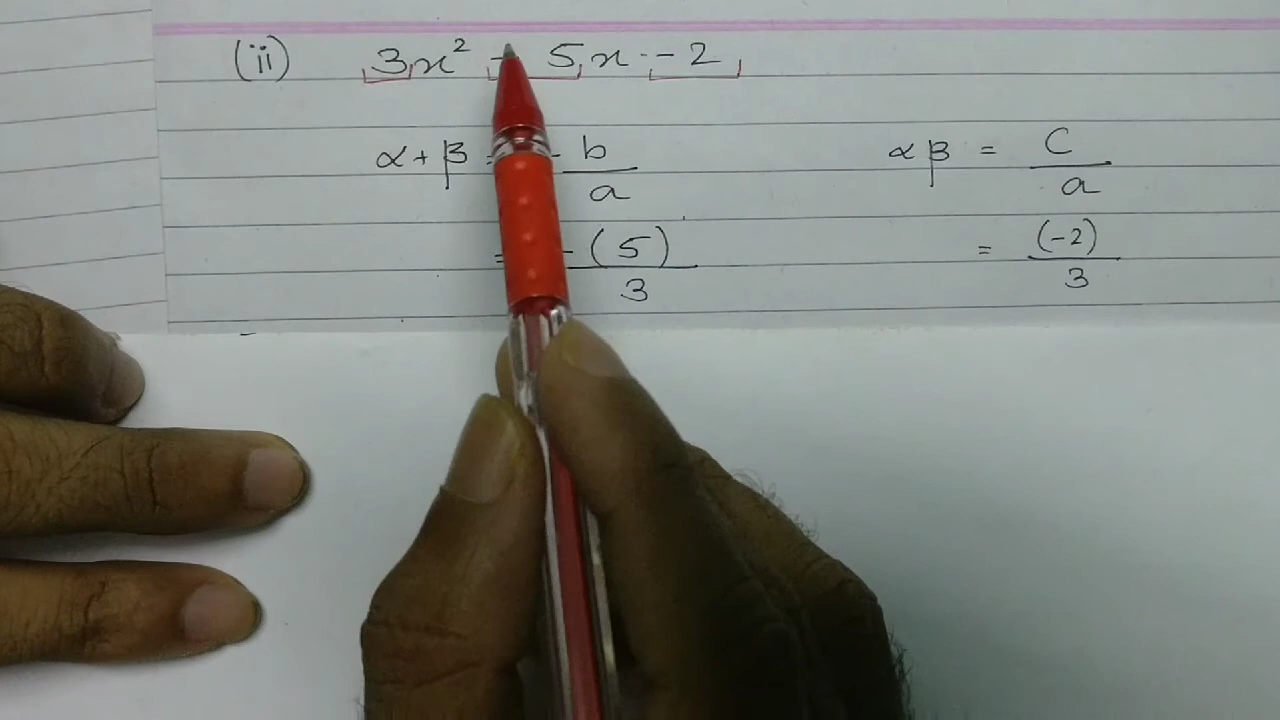 (ii) 3x² 5x - 2
α + β = - b/a αβ = c/a
= - (5)/3 = (-2)/3